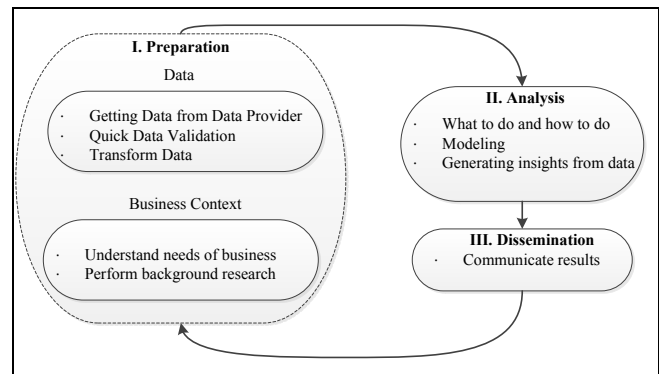 I. Preparation
Data
· Getting Data from Data Provider
· Quick Data Validation
· Transform Data
Business Context
· Understand needs of business
· Perform background research
II. Analysis
· What to do and how to do
· Modeling
· Generating insights from data
III. Dissemination
· Communicate results